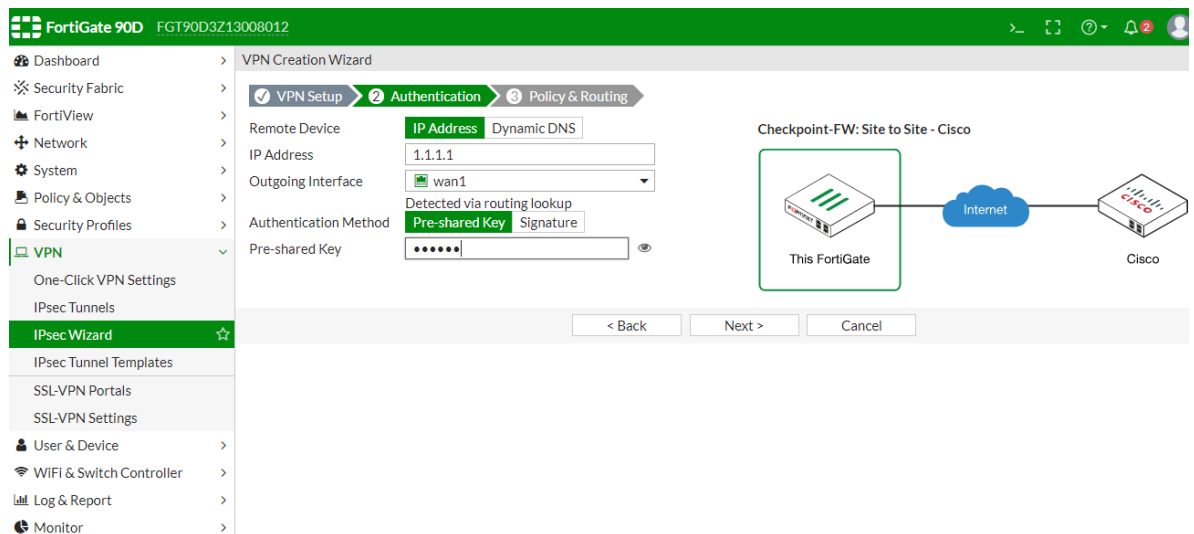 FortiGate 90D FGT90D3Z13008012
>_ 2
Dashboard
Security Fabric
FortiView
Network
System
Policy & Objects
Security Profiles
VPN
One-Click VPN Settings
IPsec Tunnels
IPsec Wizard
IPsec Tunnel Templates
SSL-VPN Portals
SSL-VPN Settings
User & Device
WiFi & Switch Controller
Log & Report
Monitor
VPN Creation Wizard
VPN Setup 2 Authentication 3 Policy & Routing
Remote Device IP Address Dynamic DNS
IP Address 1.1.1.1
Outgoing Interface wan1
Detected via routing lookup
Authentication Method Pre-shared Key Signature
Pre-shared Key ••••••
Checkpoint-FW: Site to Site - Cisco
FORTINET
Internet
CISCO
This FortiGate
Cisco
< Back Next > Cancel